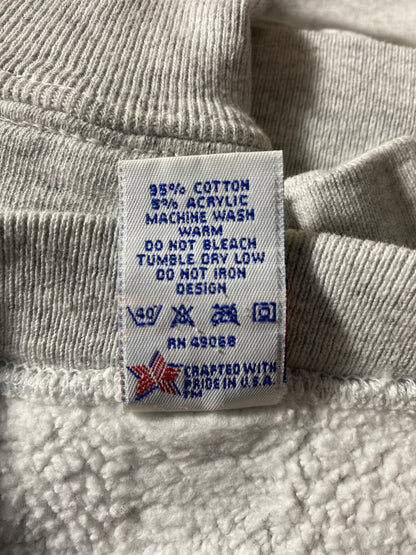 95% COTTON
5% ACRYLIC
MACHINE WASH
WARM
DO NOT BLEACH
TUMBLE DRY LOW
DO NOT IRON
DESIGN
40
RN 49068
CRAFTED WITH
PRIDE IN U.S.A.
TM